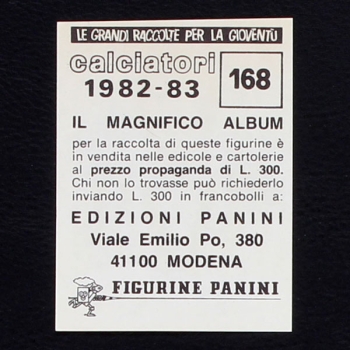 LE GRANDI RACCOLTE PER LA GIOVENTÙ
calciatori
1982-83
168
IL MAGNIFICO ALBUM
per la raccolta di queste figurine è
in vendita nelle edicole e cartolerie
al prezzo propaganda di L. 300.
Chi non lo trovasse può richiederlo
inviando L. 300 in francobolli a:
EDIZIONI PANINI
Viale Emilio Po, 380
41100 MODENA
FIGURINE PANINI